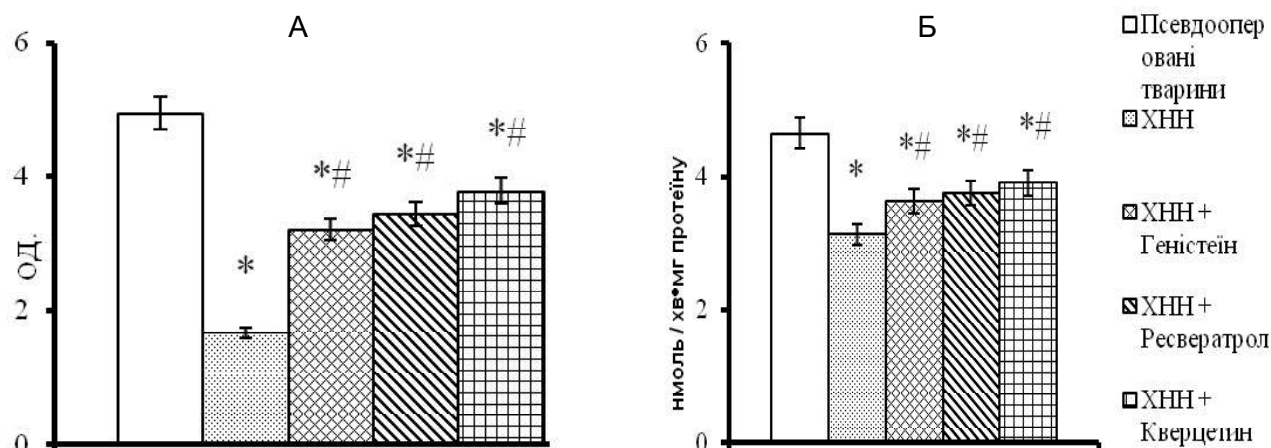 А
6
4
2
0
ОД.
*
*#
*#
*#
Б
6
4
2
0
нмоль / хв•мг протеїну
*
*#
*#
*#
Псевдоопер
овані
тварини
ХНН
ХНН +
Геністеїн
ХНН +
Ресвератрол
ХНН +
Кверцетин